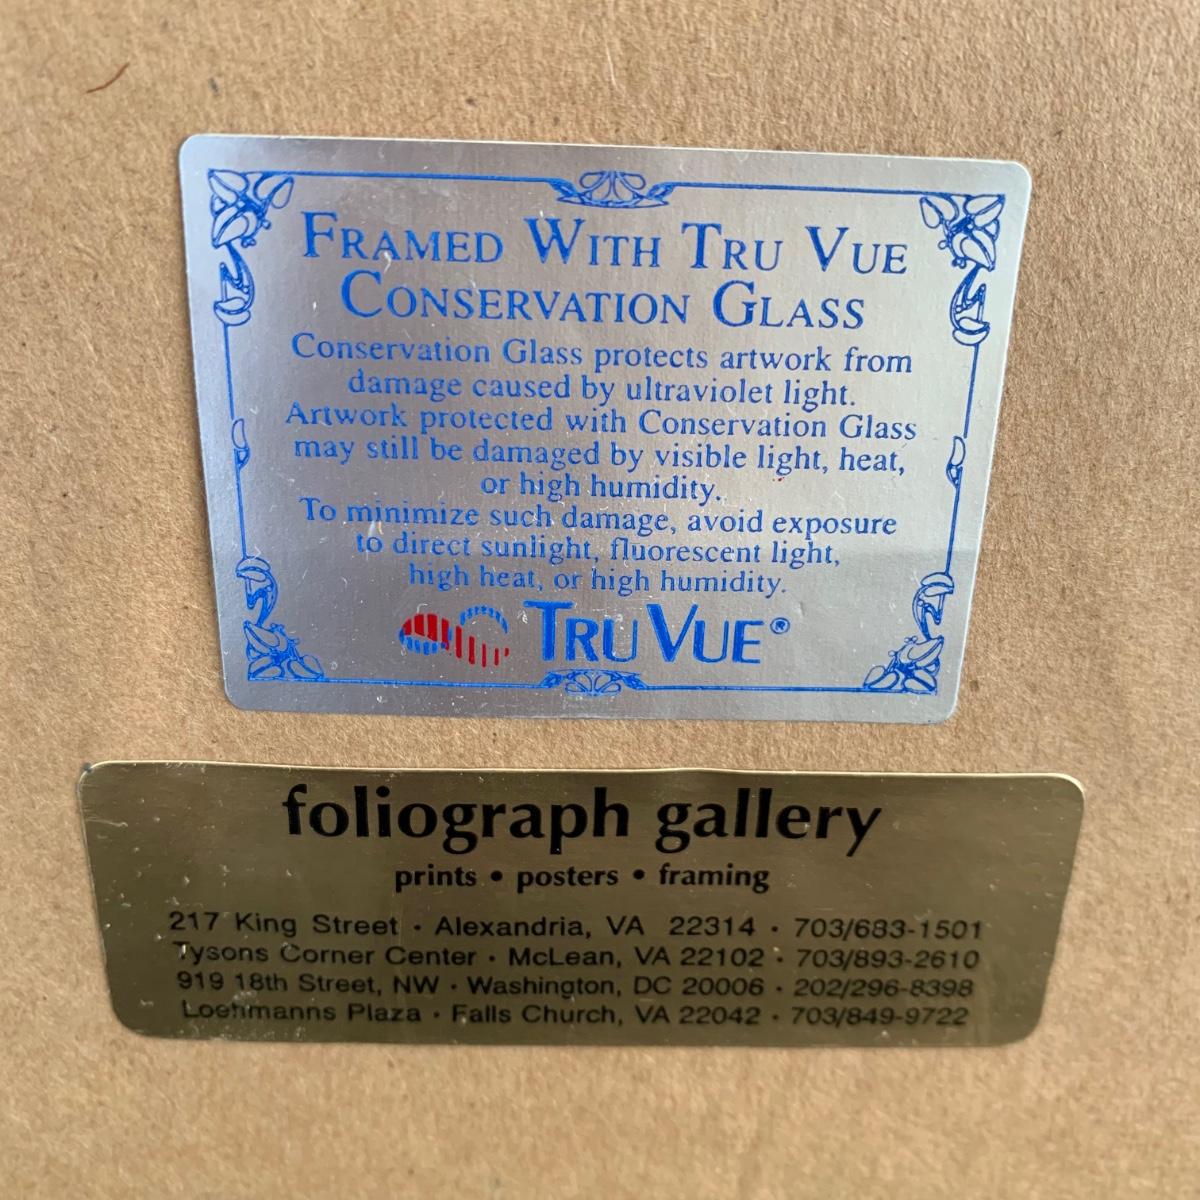 FRAMED WITH TRU VUE
CONSERVATION GLASS
Conservation Glass protects artwork from
damage caused by ultraviolet light.
Artwork protected with Conservation Glass
may still be damaged by visible light, heat,
or high humidity.
To minimize such damage, avoid exposure
to direct sunlight, fluorescent light,
high heat, or high humidity.
TRU VUE®
foliograph gallery
prints • posters • framing
217 King Street · Alexandria, VA 22314 · 703/683-1501
Tysons Corner Center · McLean, VA 22102 · 703/893-2610
919 18th Street, NW · Washington, DC 20006 · 202/296-8398
Loehmanns Plaza · Falls Church, VA 22042 · 703/849-9722